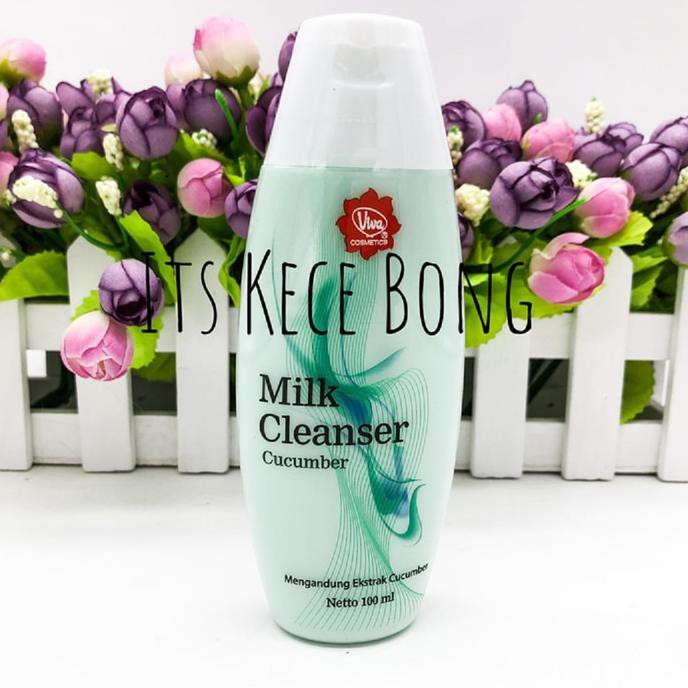 Viva
COSMETICS
ITS KECE BONG
Milk
Cleanser
Cucumber
Mengandung Ekstrak Cucumber
Netto 100 ml